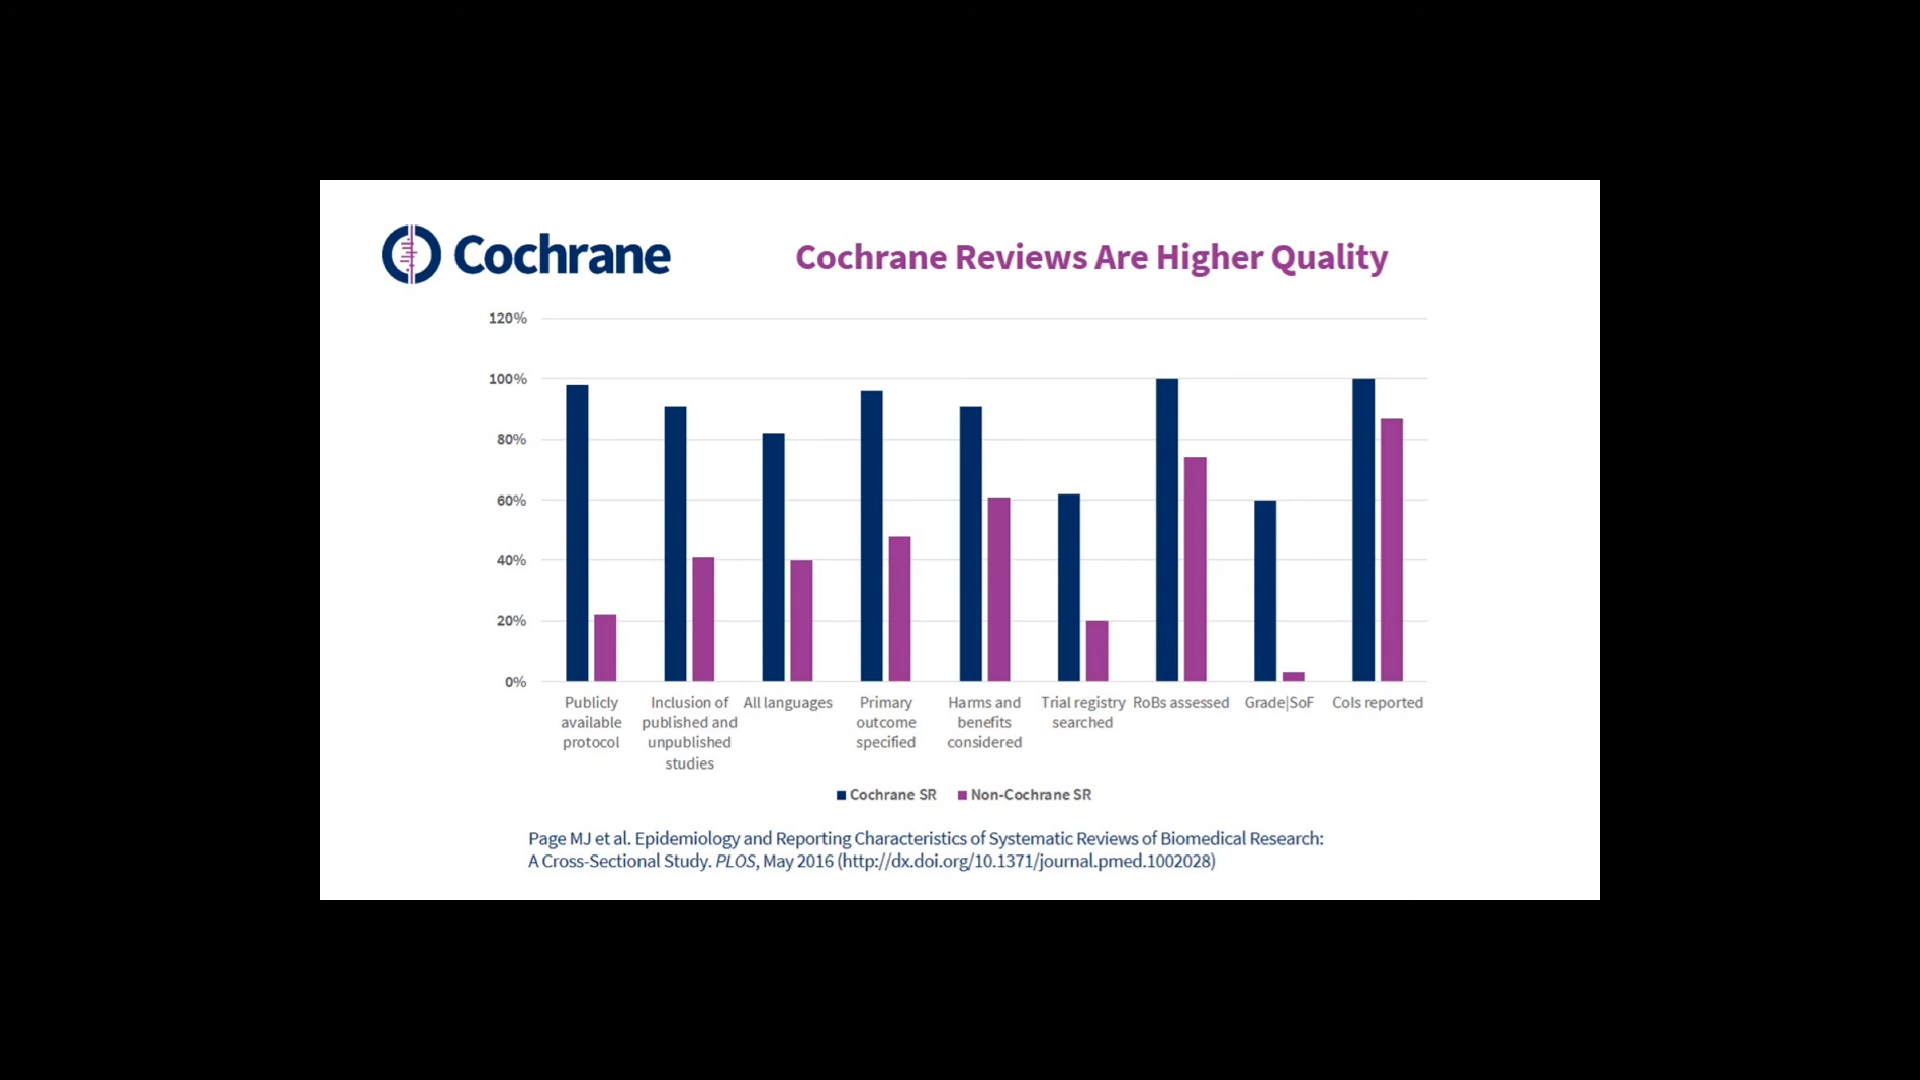 Cochrane
Cochrane Reviews Are Higher Quality
120%
100%
80%
60%
40%
20%
0%
Publicly
available
protocol
Inclusion of
published and
unpublished
studies
All languages
Primary
outcome
specified
Harms and
benefits
considered
Trial registry
searched
RoBs assessed
Grade|SoF
CoIs reported
Cochrane SR
Non-Cochrane SR
Page MJ et al. Epidemiology and Reporting Characteristics of Systematic Reviews of Biomedical Research:
A Cross-Sectional Study. PLOS, May 2016 (http://dx.doi.org/10.1371/journal.pmed.1002028)